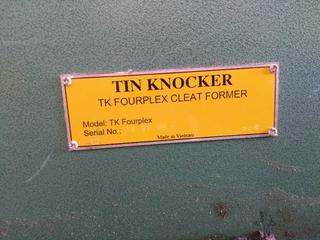 TIN KNOCKER
TK FOURPLEX CLEAT FORMER
Model: TK Fourplex
Serial No.:
Made in Vietnam